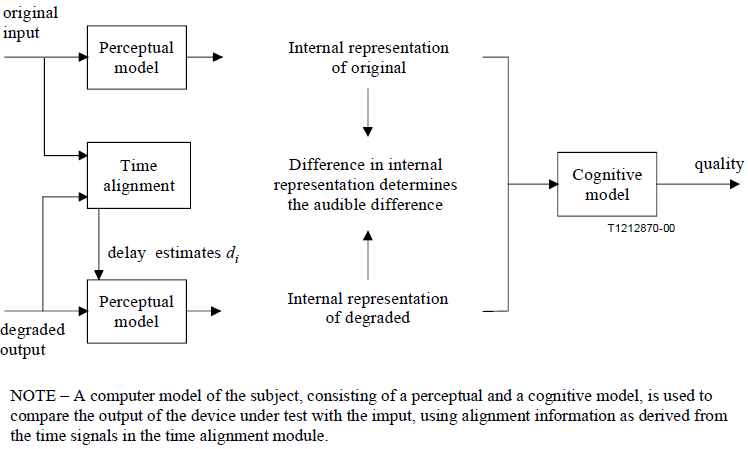 original
input
Perceptual
model
Internal representation
of original
Time
alignment
Difference in internal
representation determines
the audible difference
Cognitive
model
quality
T1212870-00
delay estimates di
Perceptual
model
Internal representation
of degraded
degraded
output
NOTE – A computer model of the subject, consisting of a perceptual and a cognitive model, is used to
compare the output of the device under test with the imput, using alignment information as derived from
the time signals in the time alignment module.